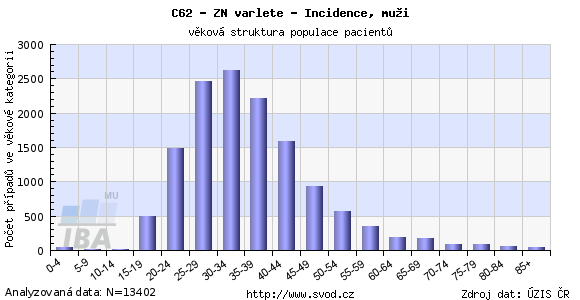 C62 - ZN varlete - Incidence, muži
věková struktura populace pacientů
Počet případů ve věkové kategorii
3000
2500
2000
1500
1000
500
0
MU
IBA
0-4 5-9 10-14 15-19 20-24 25-29 30-34 35-39 40-44 45-49 50-54 55-59 60-64 65-69 70-74 75-79 80-84 85+
Analyzovaná data: N=13402 http://www.svod.cz Zdroj dat: ÚZIS ČR